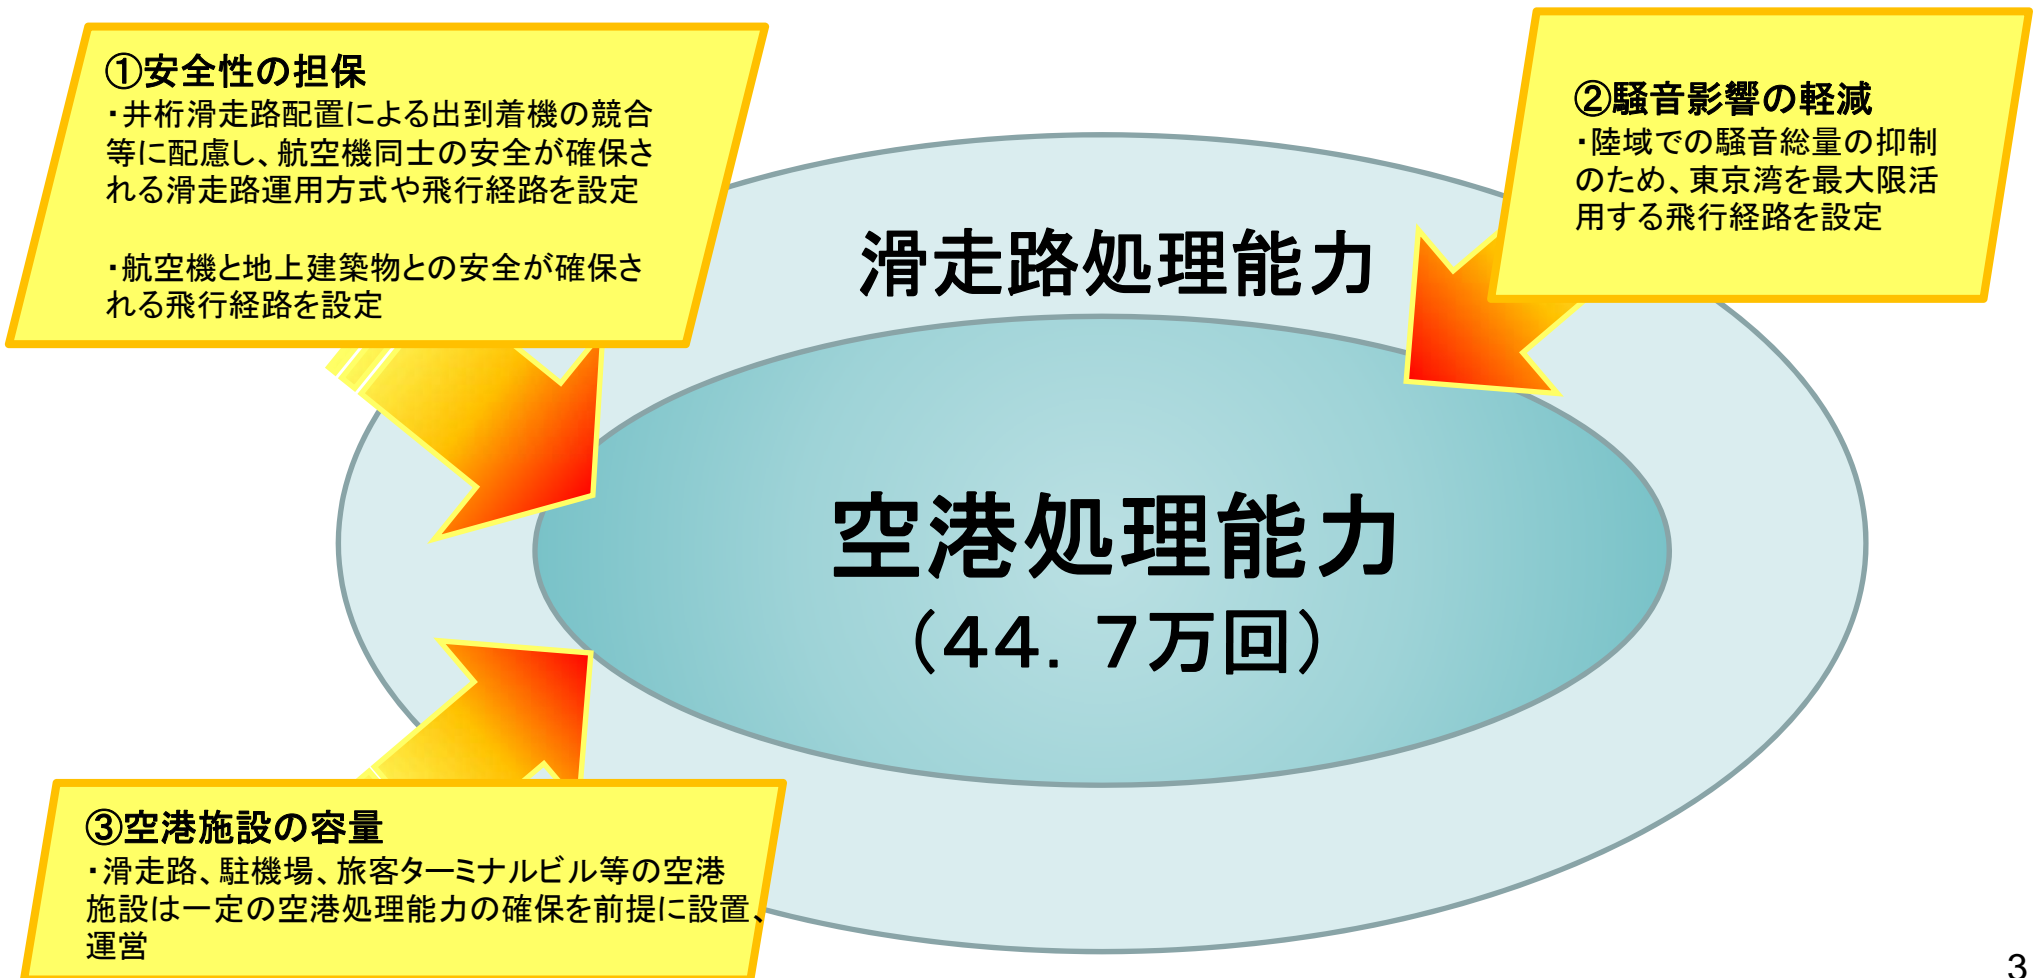 ①安全性の担保
・井桁滑走路配置による出到着機の競合
等に配慮し、航空機同士の安全が確保さ
れる滑走路運用方式や飛行経路を設定
・航空機と地上建築物との安全が確保さ
れる飛行経路を設定
②騒音影響の軽減
・陸域での騒音総量の抑制
のため、東京湾を最大限活
用する飛行経路を設定
滑走路処理能力
空港処理能力
（44．7万回）
③空港施設の容量
・滑走路、駐機場、旅客ターミナルビル等の空港
施設は一定の空港処理能力の確保を前提に設置、
運営
3